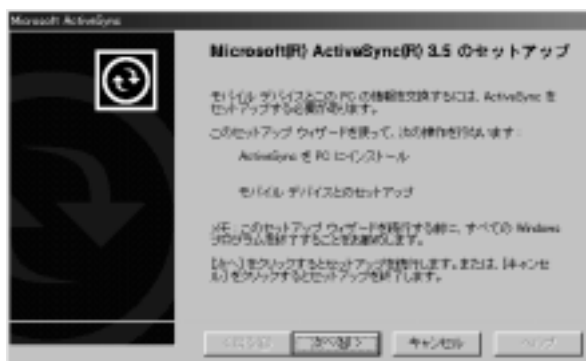 Microsoft ActiveSync
Microsoft(R) ActiveSync(R) 3.5 のセットアップ
モバイル デバイスとこの PC の情報を交換するには、ActiveSync を
セットアップする必要があります。
このセットアップ ウィザードを使って、次の操作を行ないます:
ActiveSync を PC にインストール
モバイル デバイスとのセットアップ
メモ: このセットアップ ウィザードを続行する前に、すべての Windows
プログラムを終了することをお勧めします。
[次へ] をクリックするとセットアップを続行します。または、[キャンセ
ル] をクリックするとセットアップを終了します。
< 戻る(B)
次へ(N) >
キャンセル
ヘルプ